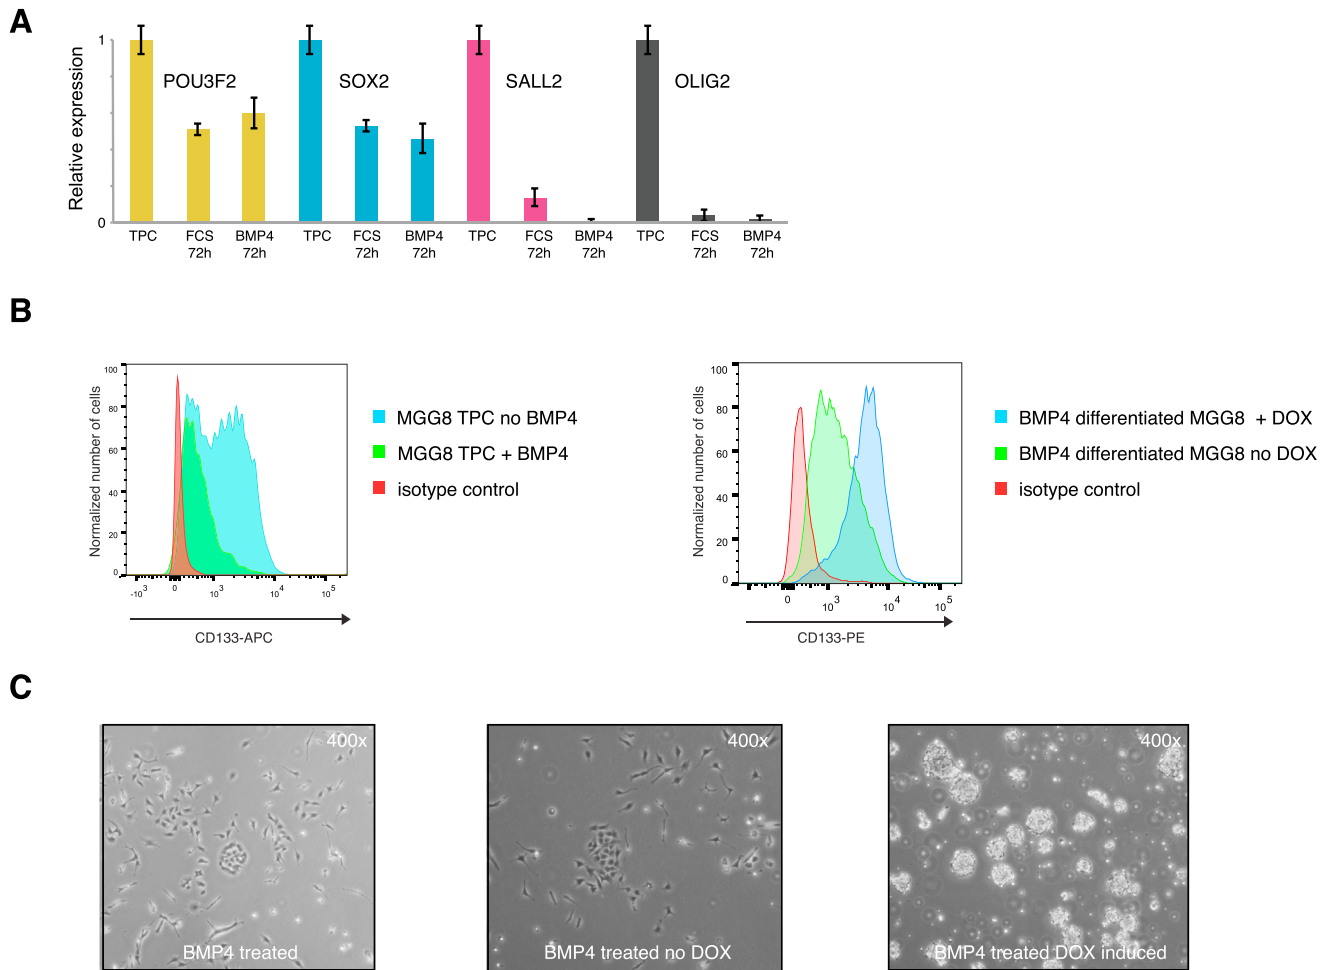 A
Relative expression
1
0
POU3F2
SOX2
SALL2
OLIG2
TPC FCS 72h BMP4 72h TPC FCS 72h BMP4 72h TPC FCS 72h BMP4 72h TPC FCS 72h BMP4 72h
B
Normalized number of cells
100
80
60
40
20
0
-10 3 0 10 3 10 4 10 5
CD133-APC
MGG8 TPC no BMP4
MGG8 TPC + BMP4
isotype control
Normalized number of cells
100
80
60
40
20
0
0 10 3 10 4 10 5
CD133-PE
BMP4 differentiated MGG8 + DOX
BMP4 differentiated MGG8 no DOX
isotype control
C
400x
BMP4 treated
400x
BMP4 treated no DOX
400x
BMP4 treated DOX induced